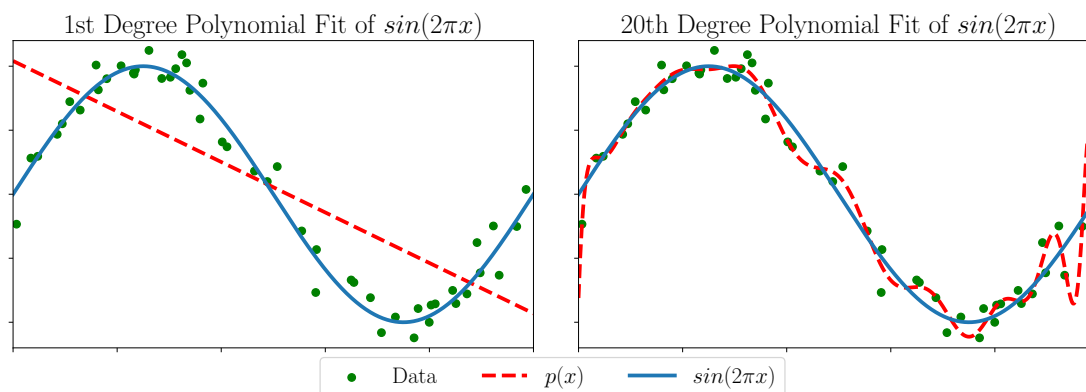 1st Degree Polynomial Fit of sin(2πx)
20th Degree Polynomial Fit of sin(2πx)
Data
p(x)
sin(2πx)